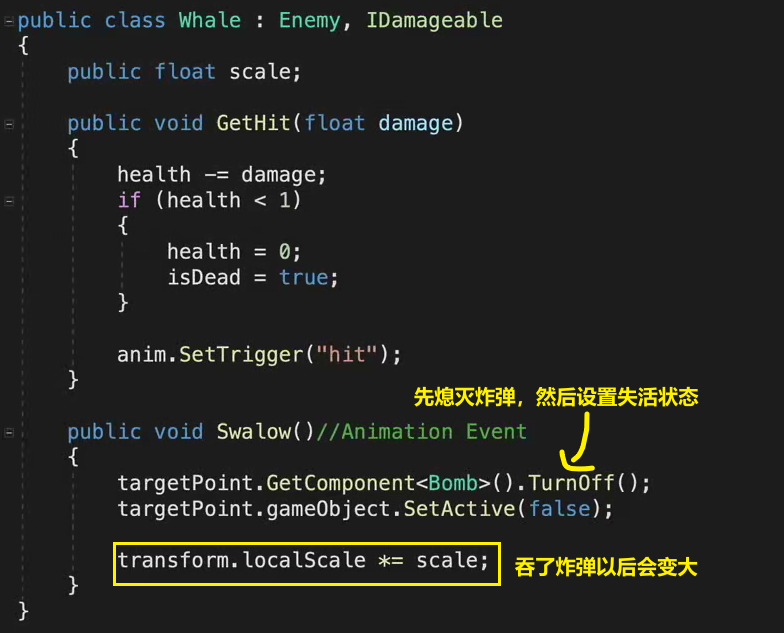 public class Whale : Enemy, IDamageable
{
public float scale;
public void GetHit(float damage)
{
health -= damage;
if (health < 1)
{
health = 0;
isDead = true;
}
anim.SetTrigger("hit");
}
先熄灭炸弹，然后设置失活状态
public void Swalow()//Animation Event
{
targetPoint.GetComponent<Bomb>().TurnOff();
targetPoint.gameObject.SetActive(false);
transform.localScale *= scale; 吞了炸弹以后会变大
}
}